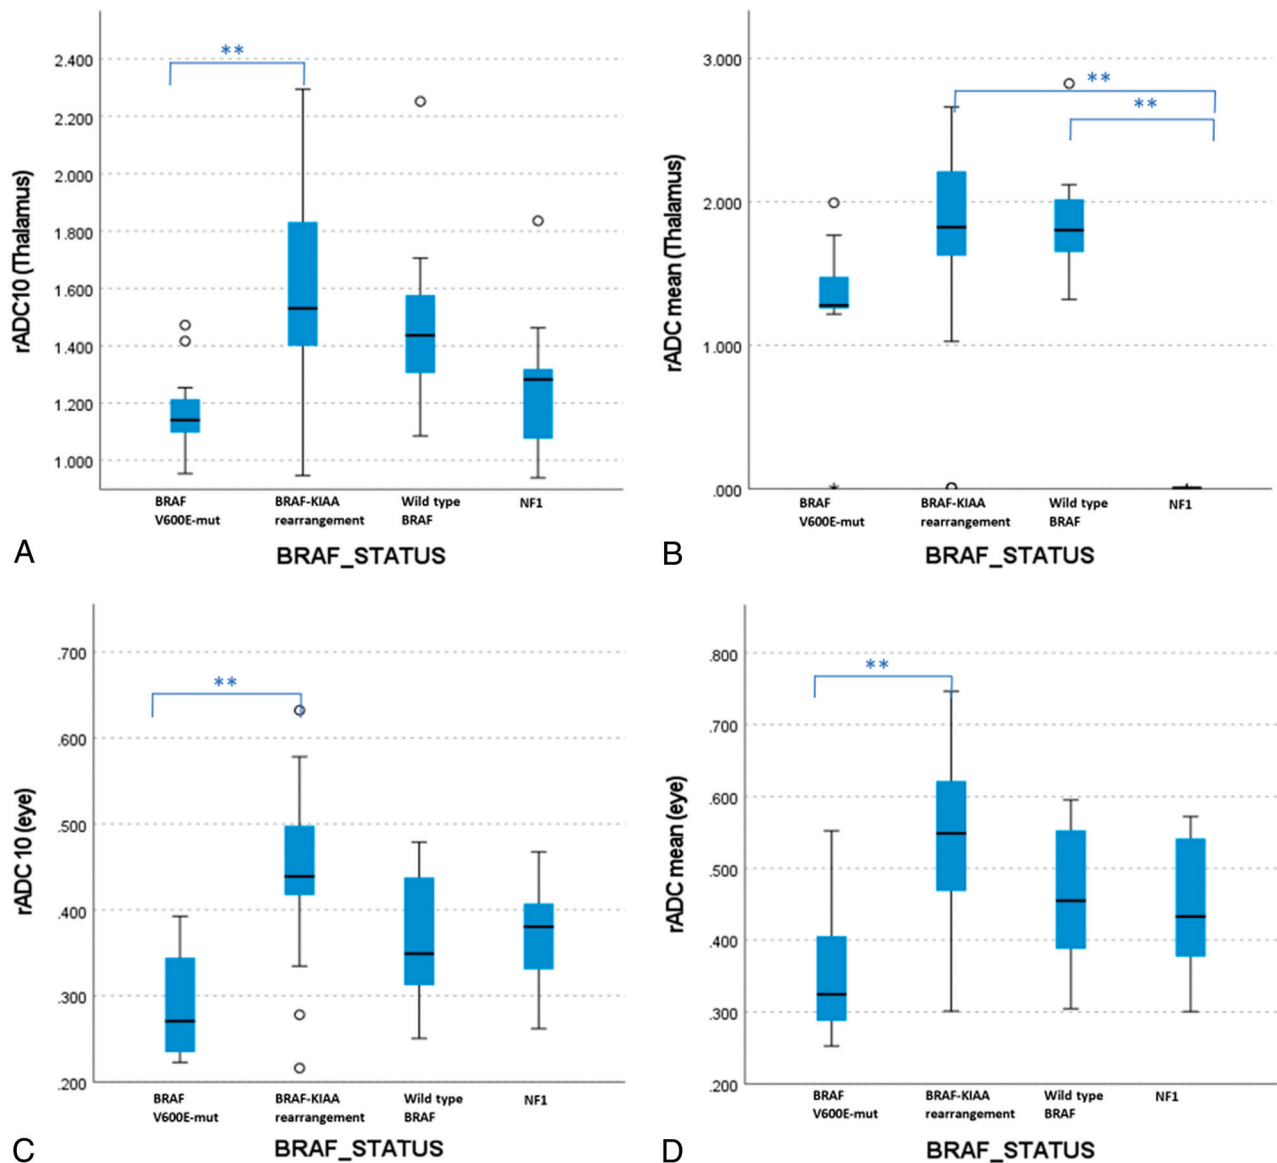 2.400
2.200
2.000
1.800
1.600
1.400
1.200
1.000
rADC10 (Thalamus)
**
BRAF
V600E-mut
BRAF-KIAA
rearrangement
Wild type
BRAF
NF1
BRAF_STATUS
A
3.000
2.000
1.000
.000
rADC mean (Thalamus)
**
**
*
BRAF
V600E-mut
BRAF-KIAA
rearrangement
Wild type
BRAF
NF1
BRAF_STATUS
B
.700
.600
.500
.400
.300
.200
rADC 10 (eye)
**
BRAF
V600E-mut
BRAF-KIAA
rearrangement
Wild type
BRAF
NF1
BRAF_STATUS
C
.800
.700
.600
.500
.400
.300
.200
rADC mean (eye)
**
BRAF
V600E-mut
BRAF-KIAA
rearrangement
Wild type
BRAF
NF1
BRAF_STATUS
D